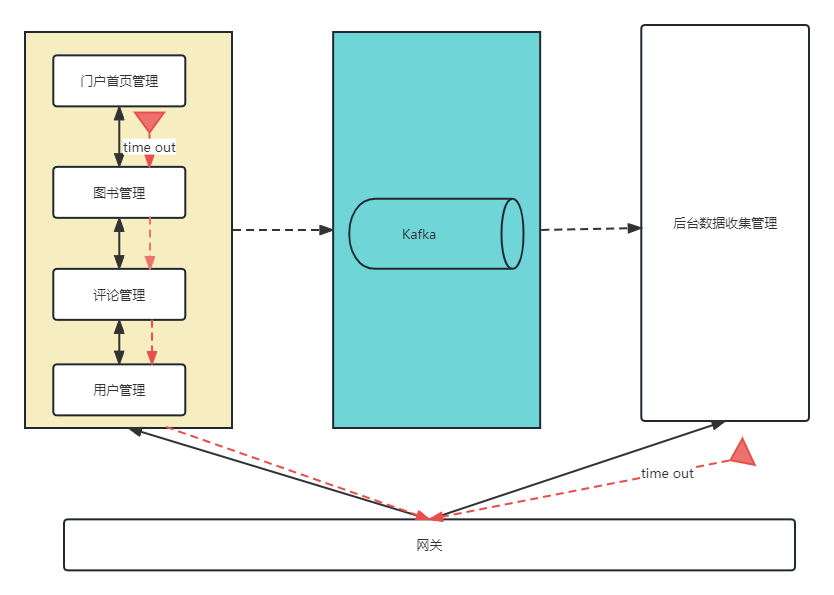 门户首页管理
time out
图书管理
评论管理
用户管理
Kafka
后台数据收集管理
time out
网关